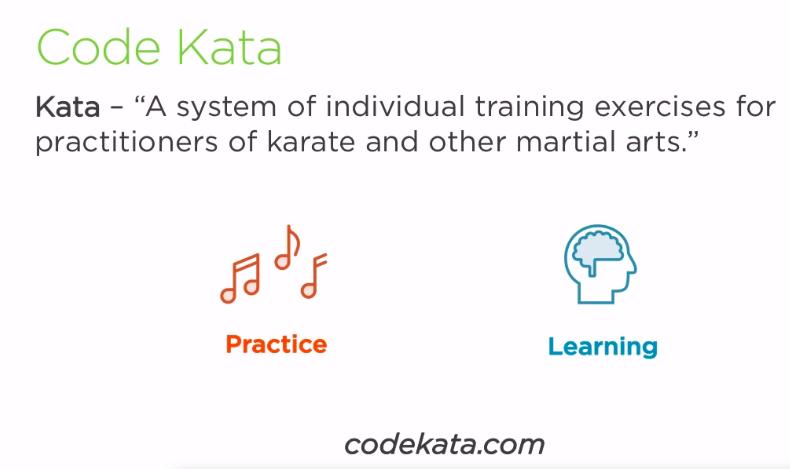 Code Kata
Kata – “A system of individual training exercises for
practitioners of karate and other martial arts.”
Practice
Learning
codekata.com